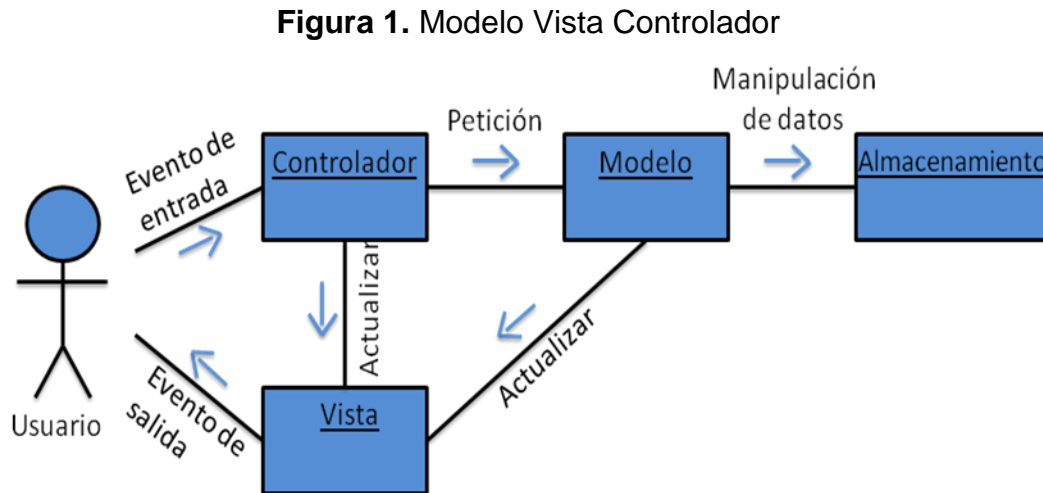 Figura 1. Modelo Vista Controlador
Evento de
entrada
Controlador
Petición
Modelo
Manipulación
de datos
Almacenamiento
Actualizar
Actualizar
Usuario
Evento de
salida
Vista